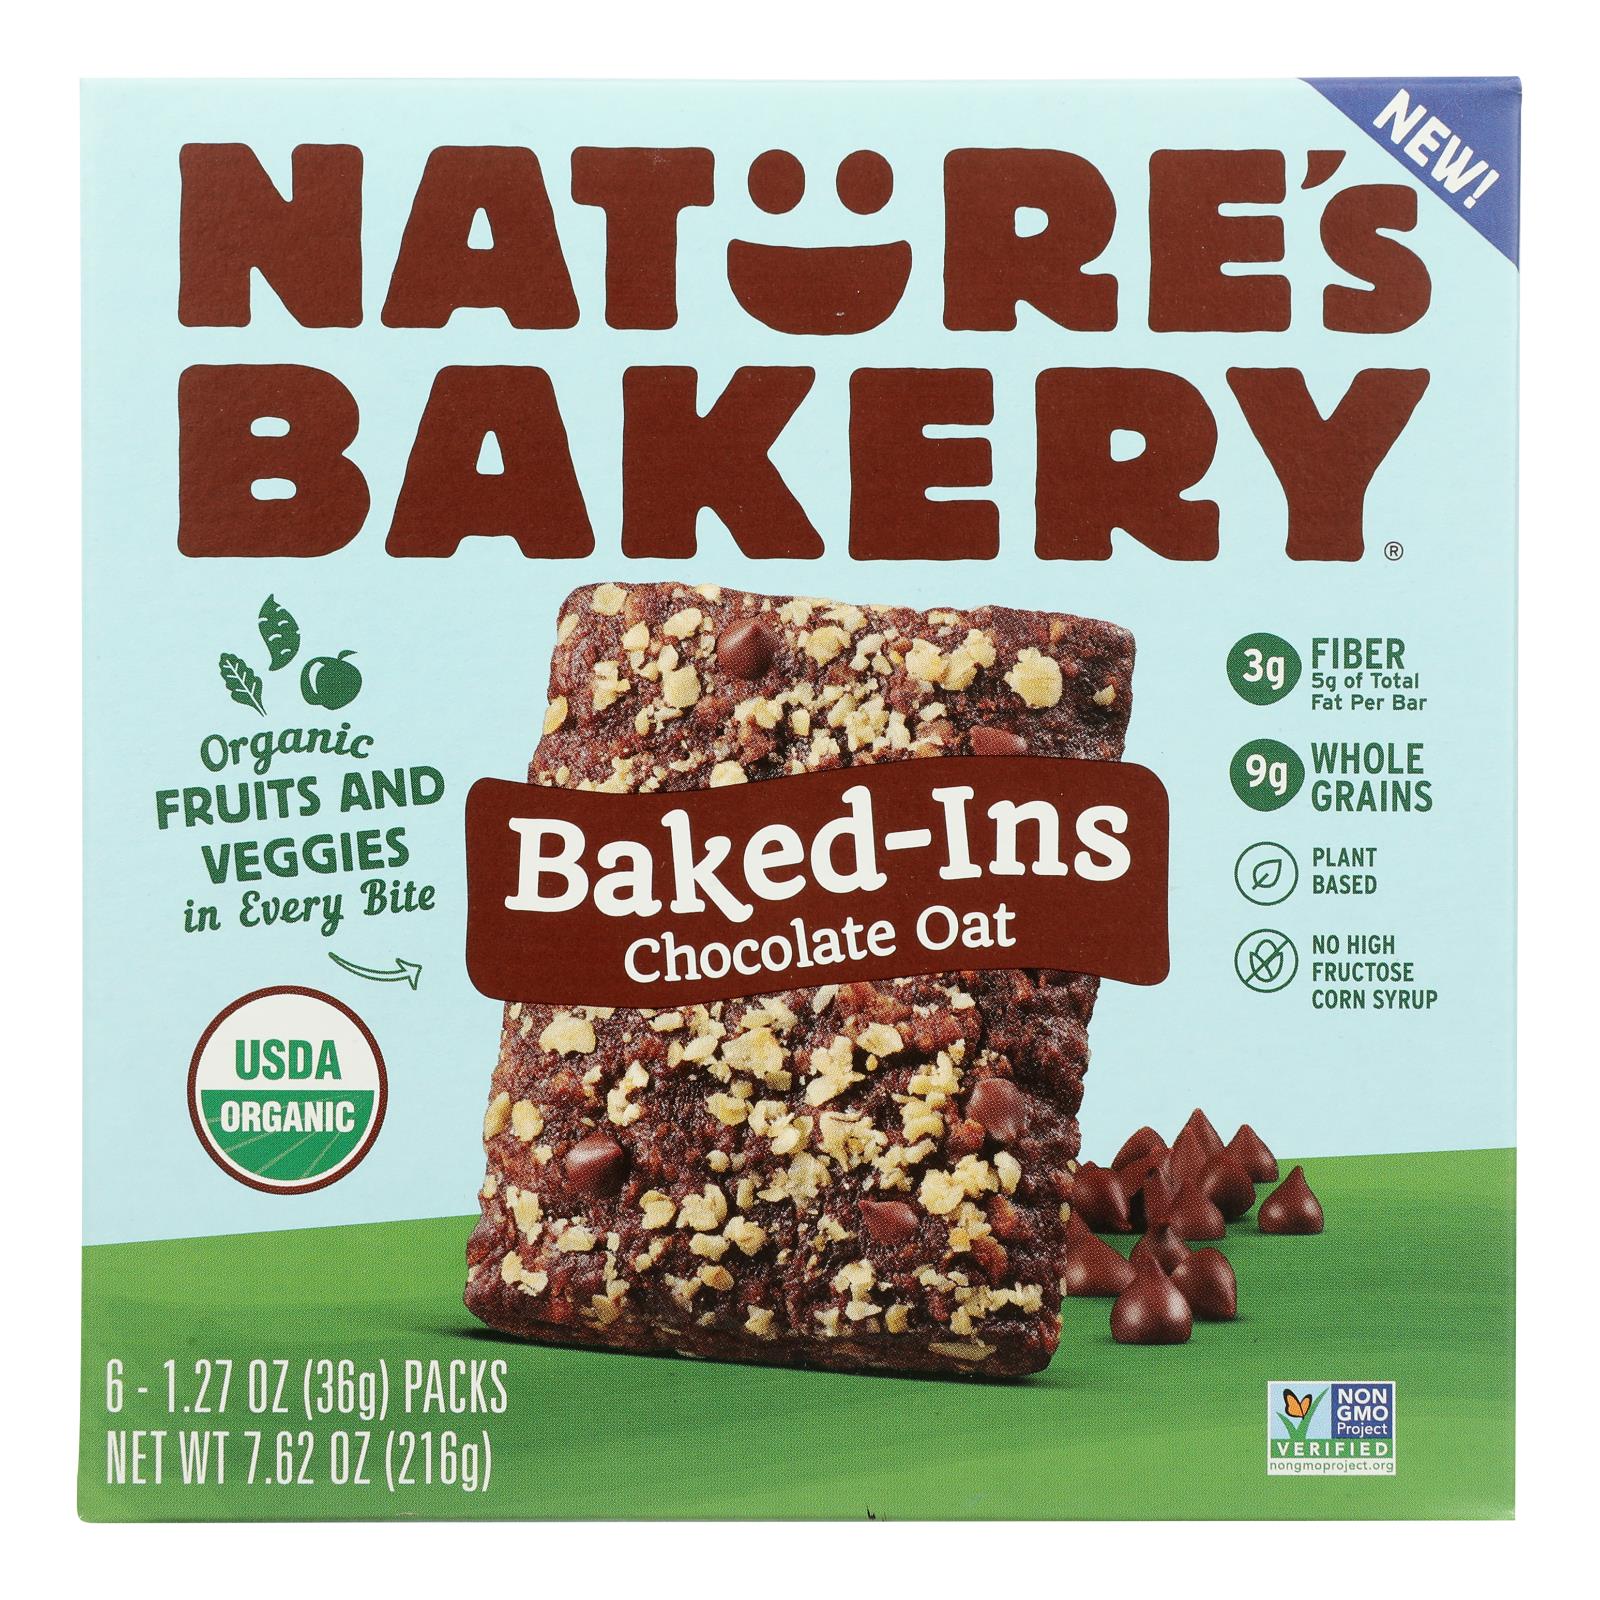 NEW!
NATURE'S
BAKERY®
Organic
FRUITS AND
VEGGIES
in Every Bite
USDA
ORGANIC
Baked-Ins
Chocolate Oat
3g FIBER
5g of Total
Fat Per Bar
9g WHOLE
GRAINS
PLANT
BASED
NO HIGH
FRUCTOSE
CORN SYRUP
6 - 1.27 OZ (36g) PACKS
NET WT 7.62 OZ (216g)
NON
GMO
Project
VERIFIED
nongmoproject.org